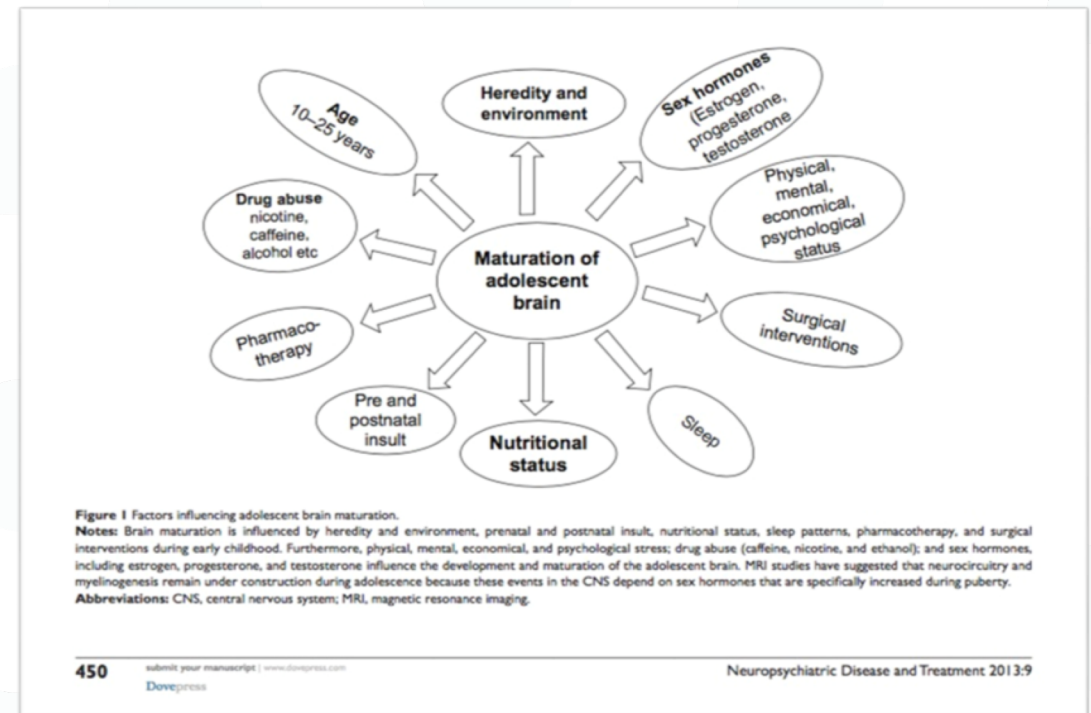 Heredity and
environment
Sex hormones
(Estrogen,
progesterone,
testosterone
Age
10–25 years
Physical,
mental,
economical,
psychological
status
Drug abuse
nicotine,
caffeine,
alcohol etc
Maturation of
adolescent
brain
Surgical
interventions
Pharmaco-
therapy
Pre and
postnatal
insult
Nutritional
status
Sleep
Figure 1 Factors influencing adolescent brain maturation.
Notes: Brain maturation is influenced by heredity and environment, prenatal and postnatal insult, nutritional status, sleep patterns, pharmacotherapy, and surgical
interventions during early childhood. Furthermore, physical, mental, economical, and psychological stress; drug abuse (caffeine, nicotine, and ethanol); and sex hormones,
including estrogen, progesterone, and testosterone influence the development and maturation of the adolescent brain. MRI studies have suggested that neurocircuitry and
myelinogenesis remain under construction during adolescence because these events in the CNS depend on sex hormones that are specifically increased during puberty.
Abbreviations: CNS, central nervous system; MRI, magnetic resonance imaging.
450
submit your manuscript | www.dovepress.com
Dovepress
Neuropsychiatric Disease and Treatment 2013:9